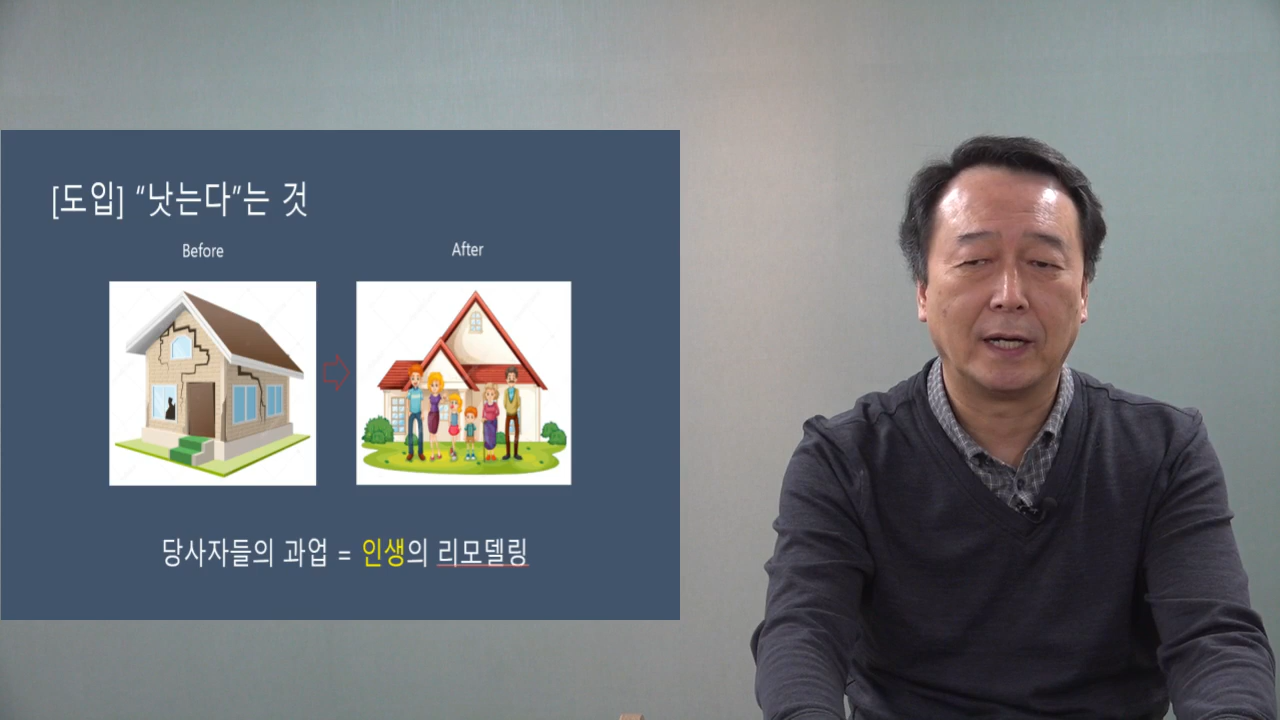 [도입] “낫는다”는 것
Before
After
당사자들의 과업 = 인생의 리모델링